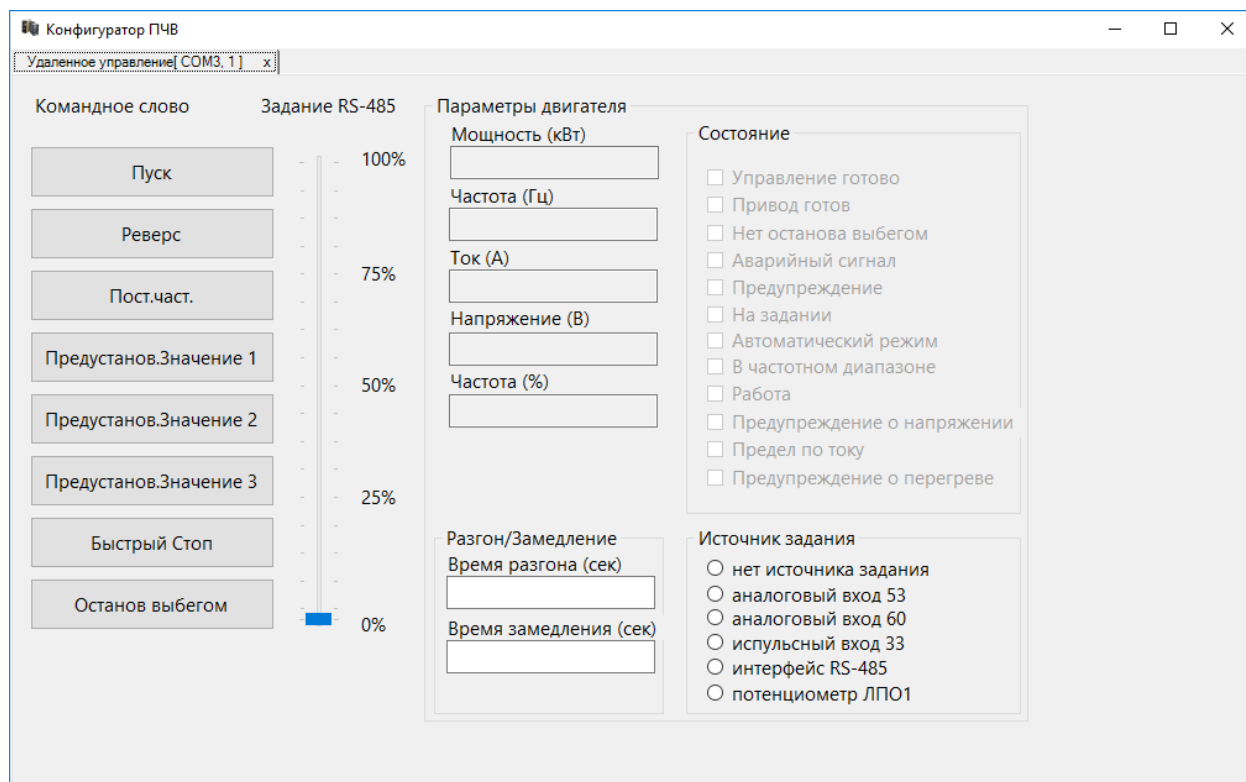 Конфигуратор ПЧВ
Удаленное управление[ COM3, 1 ] x
Командное слово
Пуск
Реверс
Пост.част.
Предустанов.Значение 1
Предустанов.Значение 2
Предустанов.Значение 3
Быстрый Стоп
Останов выбегом
Задание RS-485
100%
75%
50%
25%
0%
Параметры двигателя
Мощность (кВт)
Частота (Гц)
Ток (А)
Напряжение (В)
Частота (%)
Разгон/Замедление
Время разгона (сек)
Время замедления (сек)
Состояние
Управление готово
Привод готов
Нет останова выбегом
Аварийный сигнал
Предупреждение
На задании
Автоматический режим
В частотном диапазоне
Работа
Предупреждение о напряжении
Предел по току
Предупреждение о перегреве
Источник задания
нет источника задания
аналоговый вход 53
аналоговый вход 60
испульсный вход 33
интерфейс RS-485
потенциометр ЛПО1